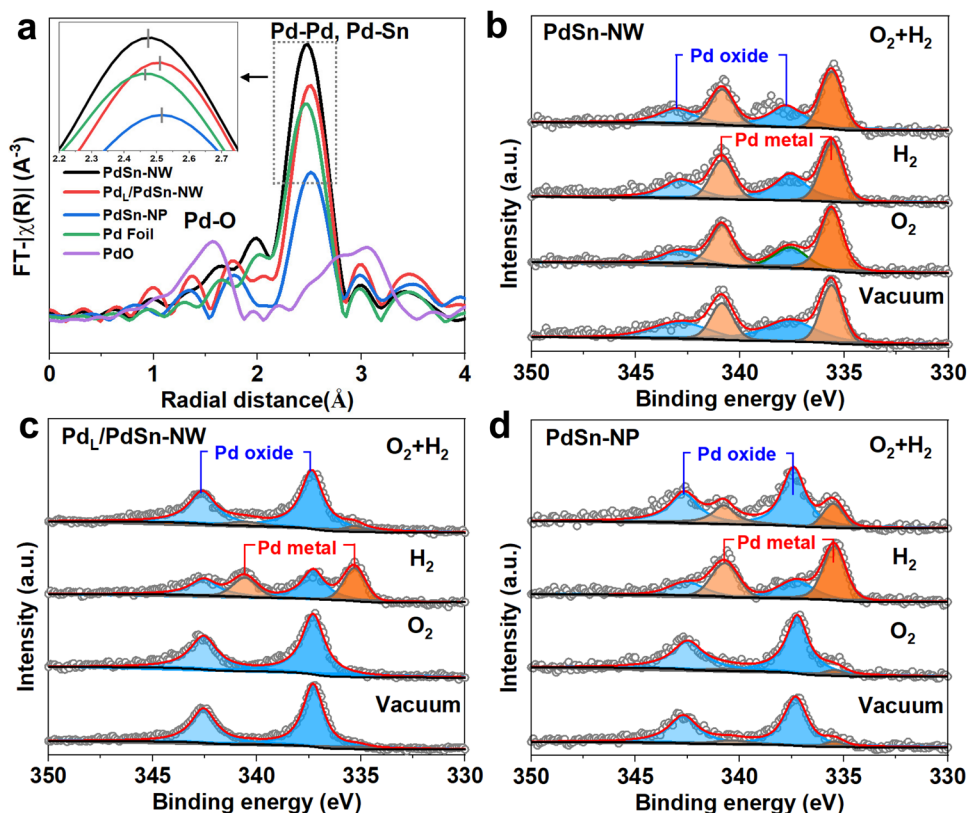 a
Pd-Pd, Pd-Sn
2.2 2.3 2.4 2.5 2.6 2.7
PdSn-NW
Pd_L/PdSn-NW
PdSn-NP
Pd Foil
PdO
Pd-O
FT-|χ(R)| (A⁻³)
0 1 2 3 4
Radial distance(Å)
b
PdSn-NW
O₂+H₂
Pd oxide
Pd metal
H₂
O₂
Vacuum
Intensity (a.u.)
350 345 340 335 330
Binding energy (eV)
c
Pd_L/PdSn-NW
O₂+H₂
Pd oxide
Pd metal
H₂
O₂
Vacuum
Intensity (a.u.)
350 345 340 335 330
Binding energy (eV)
d
PdSn-NP
O₂+H₂
Pd oxide
Pd metal
H₂
O₂
Vacuum
Intensity (a.u.)
350 345 340 335 330
Binding energy (eV)